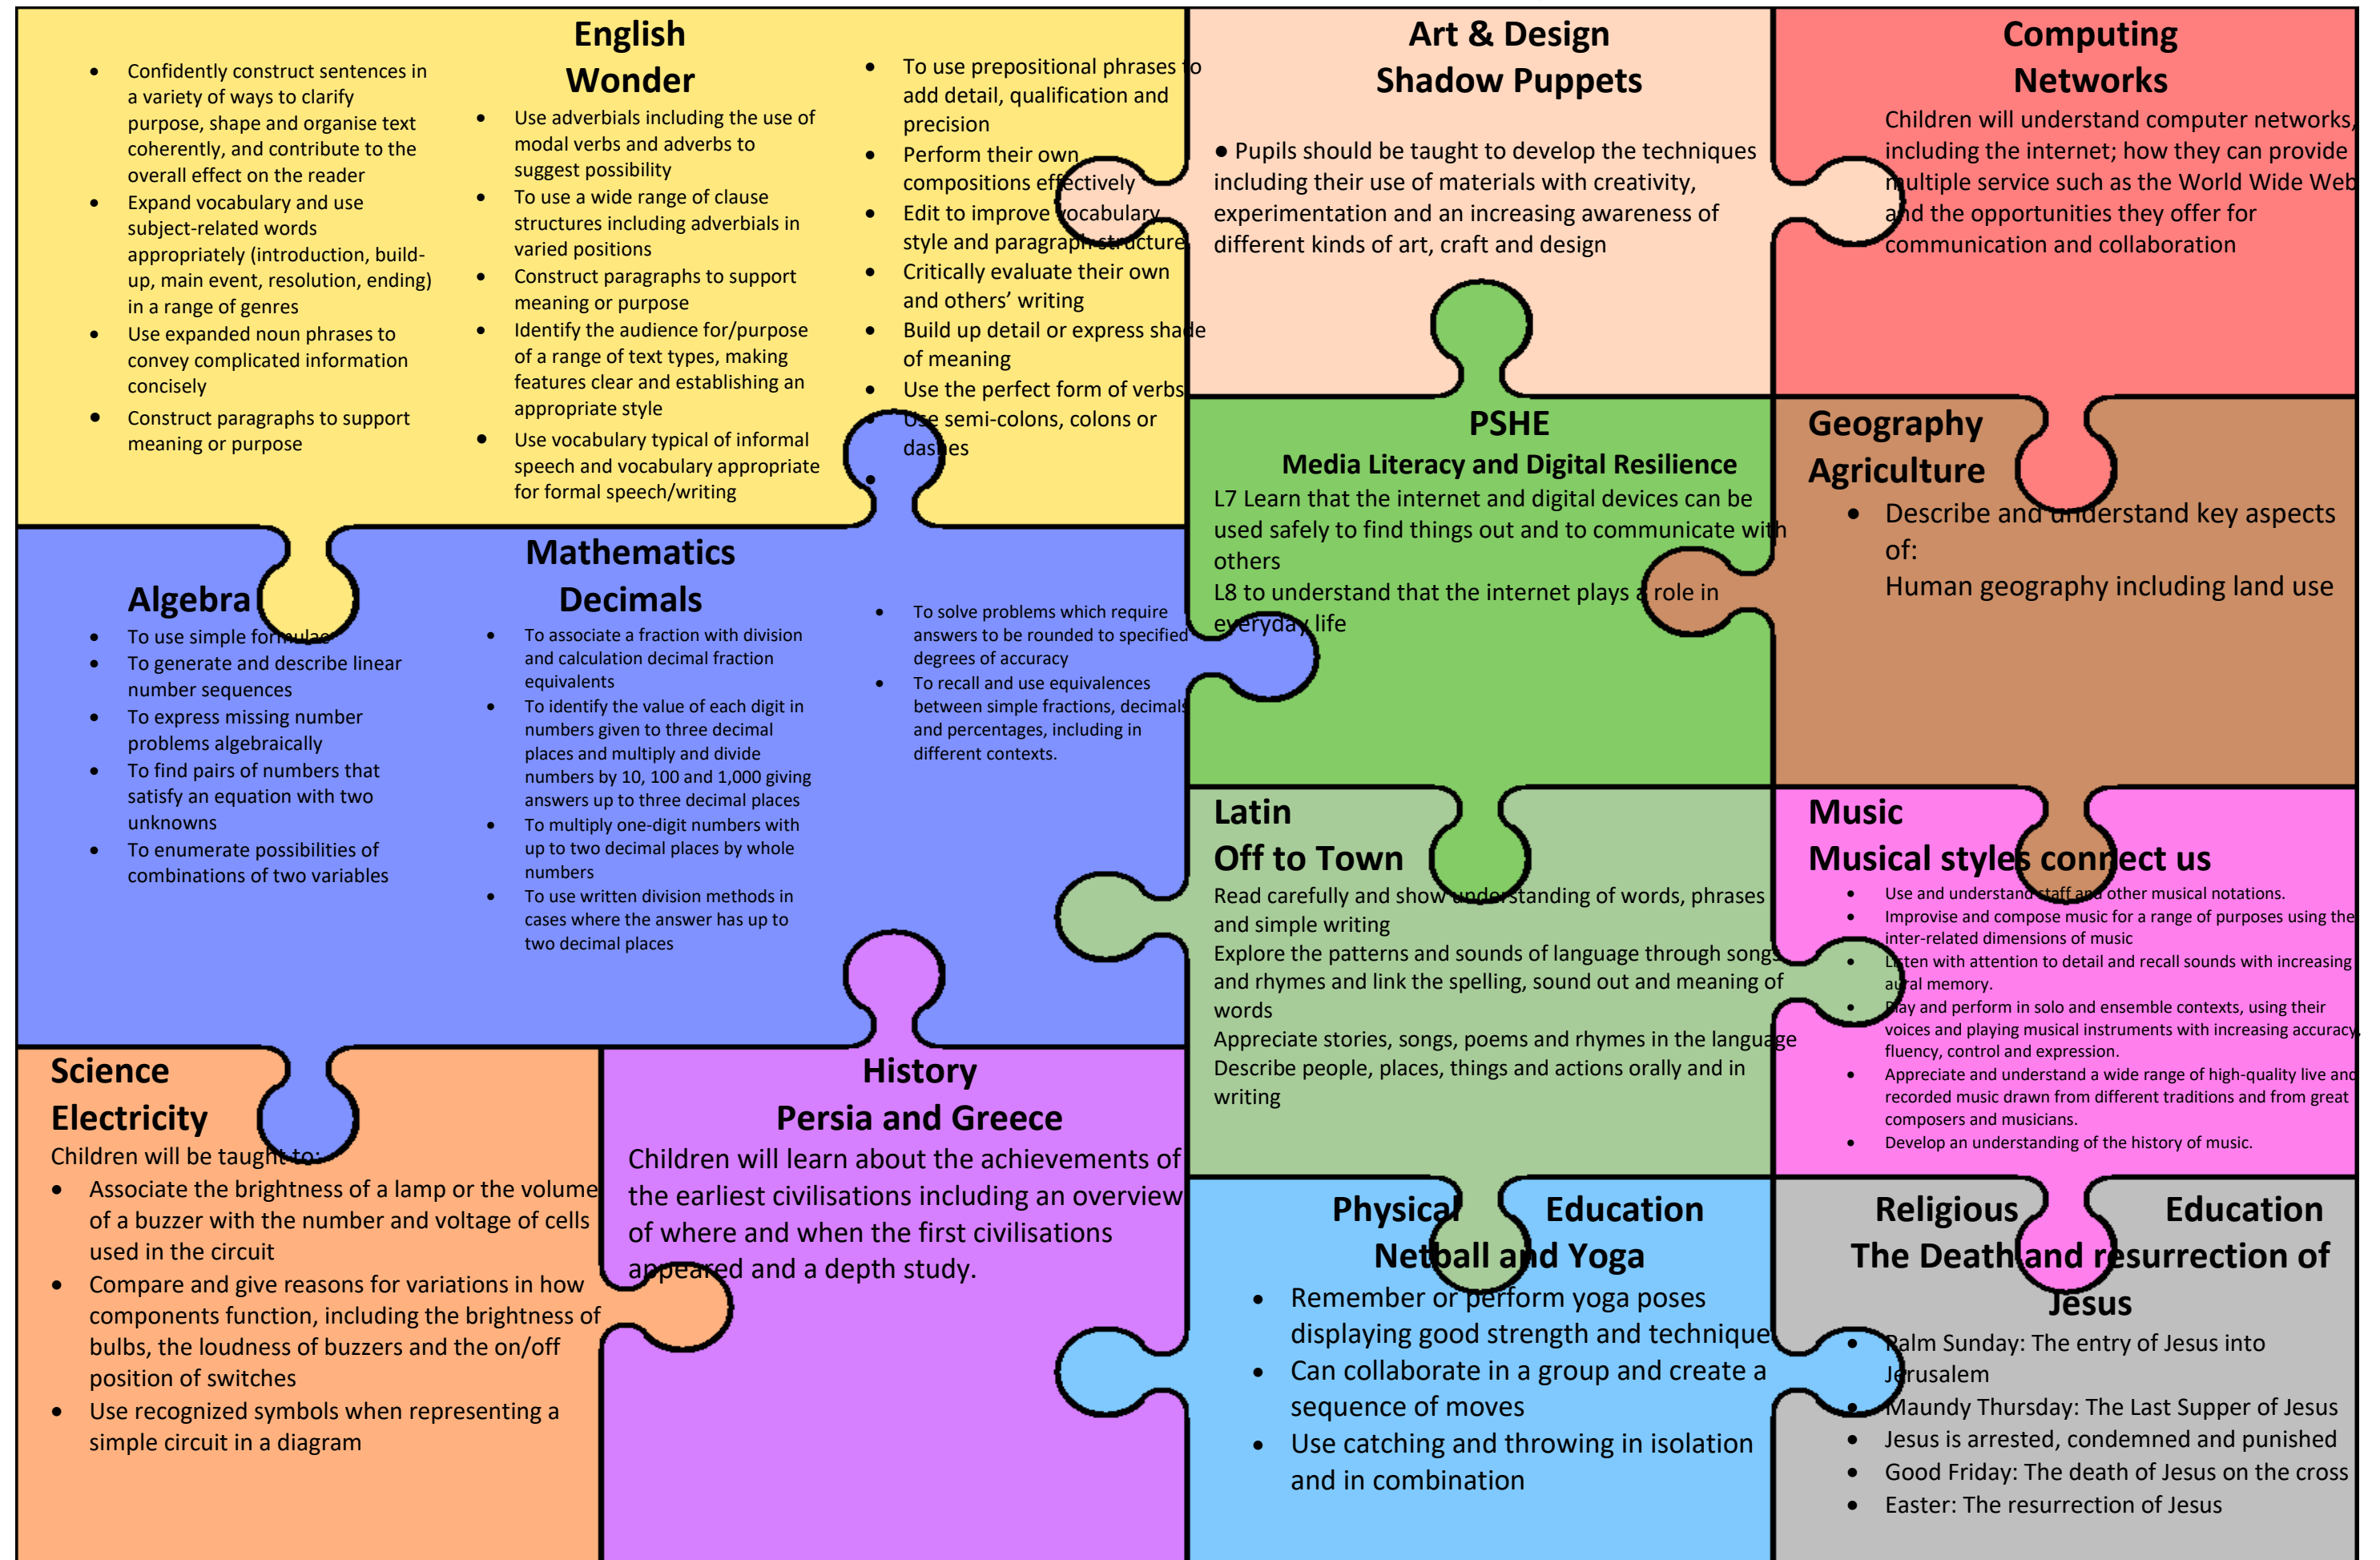 English
Wonder
• Confidently construct sentences in
a variety of ways to clarify
purpose, shape and organise text
coherently, and contribute to the
overall effect on the reader
• Expand vocabulary and use
subject-related words
appropriately (introduction, build-
up, main event, resolution, ending)
in a range of genres
• Use expanded noun phrases to
convey complicated information
concisely
• Construct paragraphs to support
meaning or purpose
• Use adverbials including the use of
modal verbs and adverbs to
suggest possibility
• To use a wide range of clause
structures including adverbials in
varied positions
• Construct paragraphs to support
meaning or purpose
• Identify the audience for/purpose
of a range of text types, making
features clear and establishing an
appropriate style
• Use vocabulary typical of informal
speech and vocabulary appropriate
for formal speech/writing
• To use prepositional phrases to
add detail, qualification and
precision
• Perform their own
compositions effectively
• Edit to improve vocabulary
style and paragraph structure
• Critically evaluate their own
and others’ writing
• Build up detail or express shade
of meaning
• Use the perfect form of verbs
• Use semi-colons, colons or
dashes
•
Art & Design
Shadow Puppets
● Pupils should be taught to develop the techniques
including their use of materials with creativity,
experimentation and an increasing awareness of
different kinds of art, craft and design
Computing
Networks
Children will understand computer networks,
including the internet; how they can provide
multiple service such as the World Wide Web
and the opportunities they offer for
communication and collaboration
PSHE
Media Literacy and Digital Resilience
L7 Learn that the internet and digital devices can be
used safely to find things out and to communicate with
others
L8 to understand that the internet plays a role in
everyday life
Geography
Agriculture
• Describe and understand key aspects
of:
Human geography including land use
Mathematics
Algebra
• To use simple formulae
• To generate and describe linear
number sequences
• To express missing number
problems algebraically
• To find pairs of numbers that
satisfy an equation with two
unknowns
• To enumerate possibilities of
combinations of two variables
Decimals
• To associate a fraction with division
and calculation decimal fraction
equivalents
• To identify the value of each digit in
numbers given to three decimal
places and multiply and divide
numbers by 10, 100 and 1,000 giving
answers up to three decimal places
• To multiply one-digit numbers with
up to two decimal places by whole
numbers
• To use written division methods in
cases where the answer has up to
two decimal places
• To solve problems which require
answers to be rounded to specified
degrees of accuracy
• To recall and use equivalences
between simple fractions, decimals
and percentages, including in
different contexts.
Latin
Off to Town
Read carefully and show understanding of words, phrases
and simple writing
Explore the patterns and sounds of language through songs
and rhymes and link the spelling, sound out and meaning of
words
Appreciate stories, songs, poems and rhymes in the language
Describe people, places, things and actions orally and in
writing
Music
Musical styles connect us
• Use and understand staff and other musical notations.
• Improvise and compose music for a range of purposes using the
inter-related dimensions of music
• Listen with attention to detail and recall sounds with increasing
aural memory.
• Play and perform in solo and ensemble contexts, using their
voices and playing musical instruments with increasing accuracy,
fluency, control and expression.
• Appreciate and understand a wide range of high-quality live and
recorded music drawn from different traditions and from great
composers and musicians.
• Develop an understanding of the history of music.
Science
Electricity
Children will be taught to:
• Associate the brightness of a lamp or the volume
of a buzzer with the number and voltage of cells
used in the circuit
• Compare and give reasons for variations in how
components function, including the brightness of
bulbs, the loudness of buzzers and the on/off
position of switches
• Use recognized symbols when representing a
simple circuit in a diagram
History
Persia and Greece
Children will learn about the achievements of
the earliest civilisations including an overview
of where and when the first civilisations
appeared and a depth study.
Physical Education
Netball and Yoga
• Remember or perform yoga poses
displaying good strength and technique
• Can collaborate in a group and create a
sequence of moves
• Use catching and throwing in isolation
and in combination
Religious Education
The Death and resurrection of
Jesus
• Palm Sunday: The entry of Jesus into
Jerusalem
• Maundy Thursday: The Last Supper of Jesus
• Jesus is arrested, condemned and punished
• Good Friday: The death of Jesus on the cross
• Easter: The resurrection of Jesus